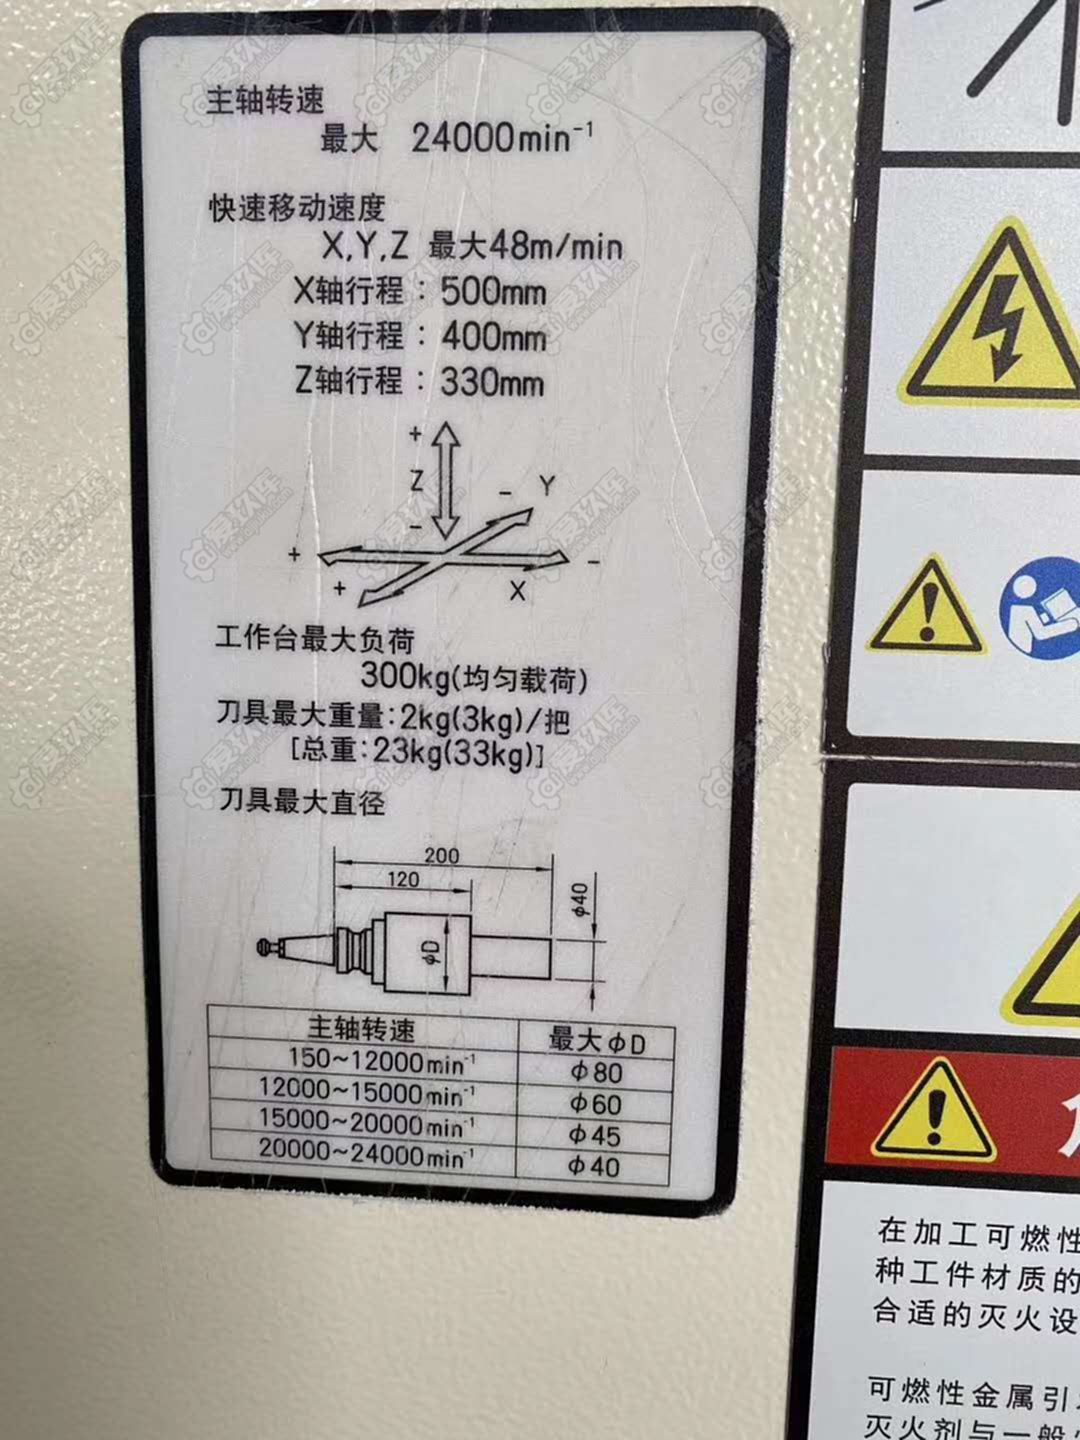 主轴转速
最大 24000min⁻¹
快速移动速度
X,Y,Z 最大48m/min
X轴行程：500mm
Y轴行程：400mm
Z轴行程：330mm
+
Z
-
- Y
+ -
+ X
工作台最大负荷
300kg(均匀载荷)
刀具最大重量:2kg(3kg)/把
[总重:23kg(33kg)]
刀具最大直径
200
120
φ40
φD
主轴转速 最大φD
150~12000min⁻¹ φ80
12000~15000min⁻¹ φ60
15000~20000min⁻¹ φ45
20000~24000min⁻¹ φ40
在加工可燃性
种工件材质的
合适的灭火设
可燃性金属引
灭火剂与一般